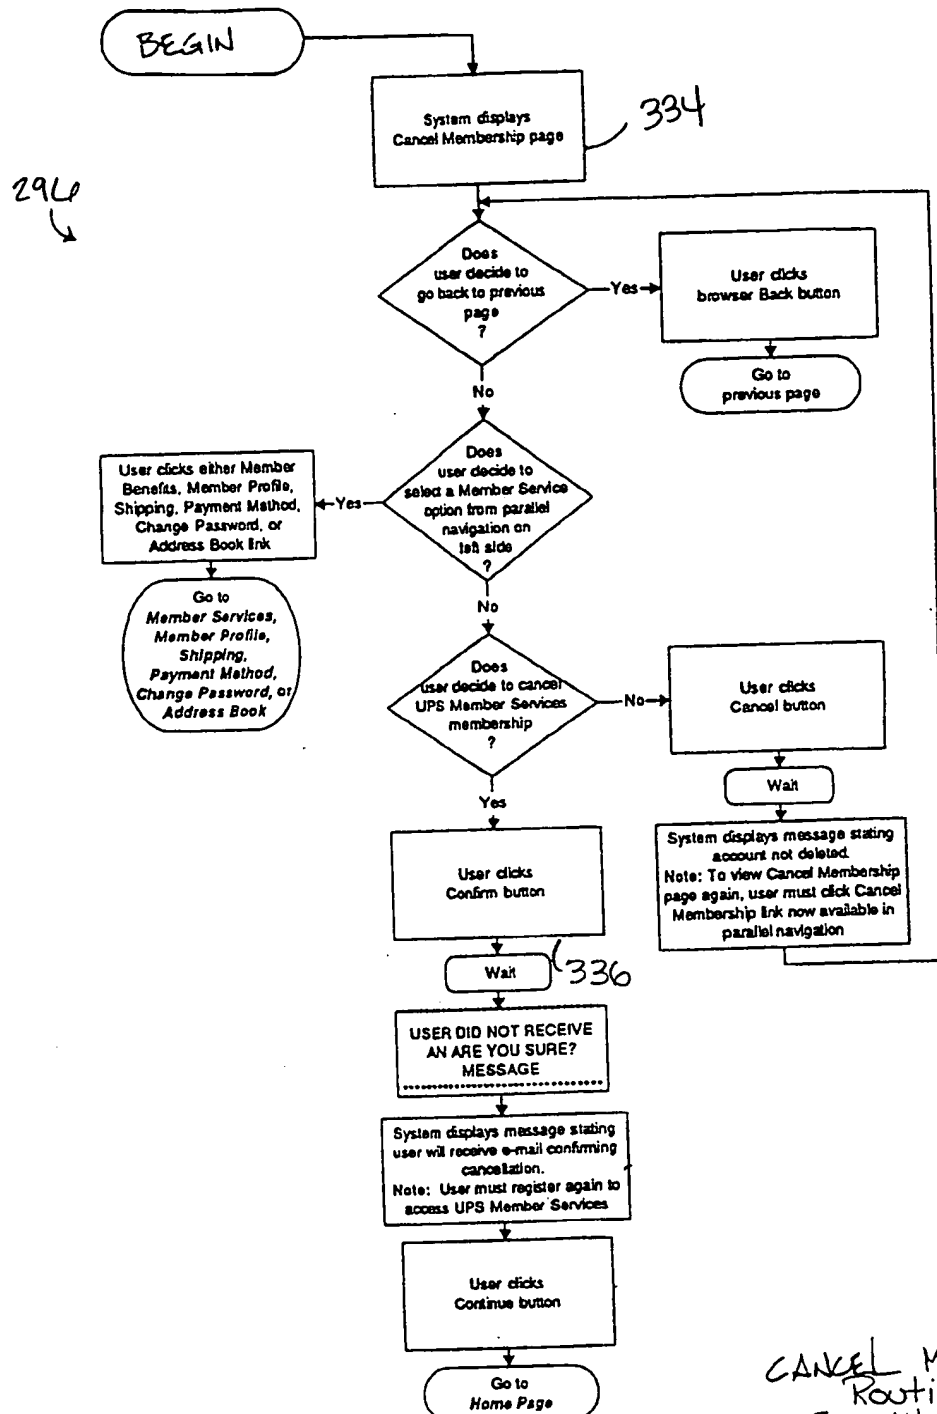 BEGIN
System displays
Cancel Membership page
334
296
Does
user decide to
go back to previous
page
?
Yes
User clicks
browser Back button
Go to
previous page
No
Does
user decide to
select a Member Service
option from parallel
navigation on
left side
?
Yes
User clicks either Member
Benefits, Member Profile,
Shipping, Payment Method,
Change Password, or
Address Book link
Go to
Member Services,
Member Profile,
Shipping,
Payment Method,
Change Password, or
Address Book
No
Does
user decide to cancel
UPS Member Services
membership
?
No
User clicks
Cancel button
Wait
System displays message stating
account not deleted.
Note: To view Cancel Membership
page again, user must click Cancel
Membership link now available in
parallel navigation
Yes
User clicks
Confirm button
Wait
336
USER DID NOT RECEIVE
AN ARE YOU SURE?
MESSAGE
System displays message stating
user will receive e-mail confirming
cancellation.
Note: User must register again to
access UPS Member Services
User clicks
Continue button
Go to
Home Page
CANCEL M
Routi